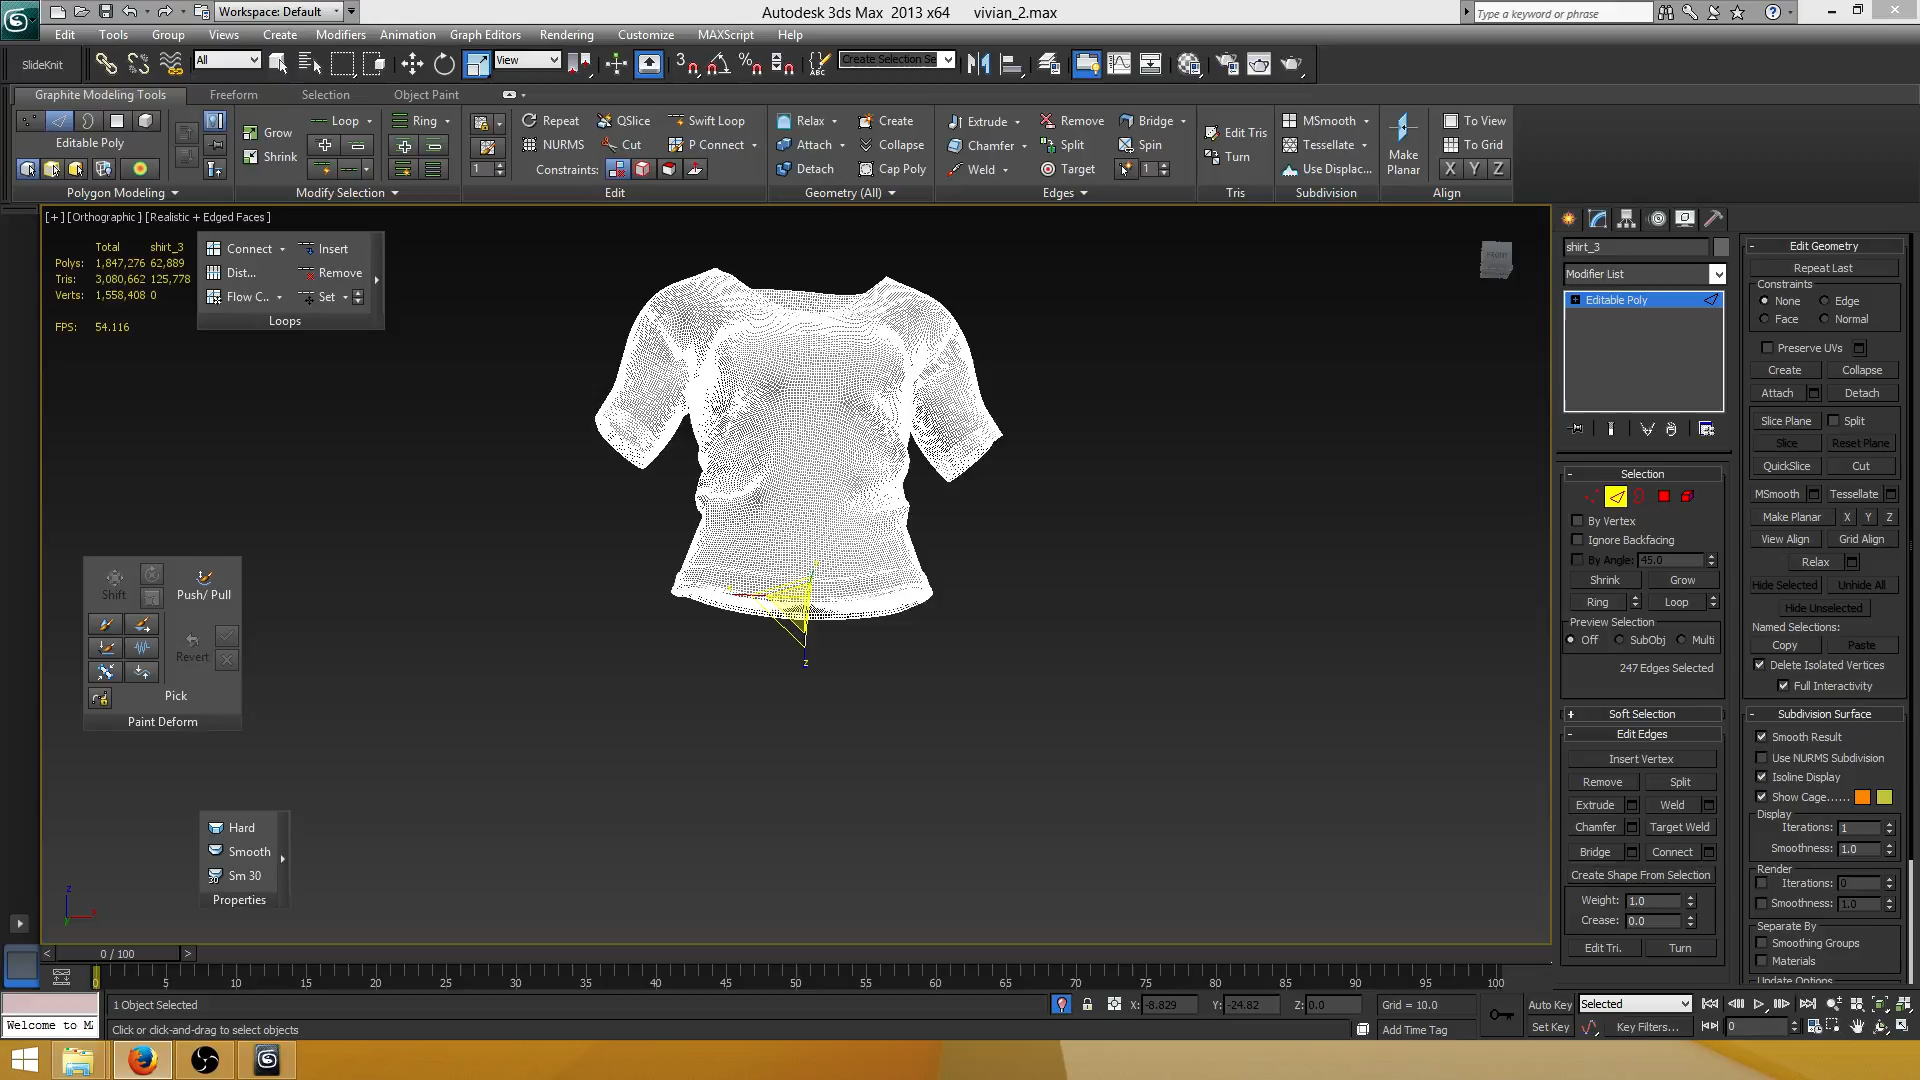 Workspace: Default
Autodesk 3ds Max 2013 x64 vivian_2.max
Type a keyword or phrase
Edit Tools Group Views Create Modifiers Animation Graph Editors Rendering Customize MAXScript Help
SlideKnit All View 3 Create Selection Se
Graphite Modeling Tools Freeform Selection Object Paint
Loop Ring Repeat QSlice Swift Loop Relax Create Extrude Remove Bridge Edit Tris MSmooth To View
Grow
Editable Poly NURMS Cut P Connect Attach Collapse Chamfer Split Spin Turn Tessellate Make Planar To Grid
Shrink
Constraints: 1 Detach Cap Poly Weld Target 1 Use Displac... X Y Z
Polygon Modeling Modify Selection Edit Geometry (All) Edges Tris Subdivision Align
[+] [Orthographic] [Realistic + Edged Faces]
Total shirt_3
Polys: 1,847,276 62,889
Tris: 3,080,662 125,778
Verts: 1,558,408 0
FPS: 54.116
Connect Insert
Dist... Remove
Flow C... Set
Loops
FRONT
z
Shift Push/ Pull
Revert
Pick
Paint Deform
Hard
Smooth
30 Sm 30
Properties
z
shirt_3
Modifier List
Editable Poly
Selection
By Vertex
Ignore Backfacing
By Angle: 45.0
Shrink Grow
Ring Loop
Preview Selection
Off SubObj Multi
247 Edges Selected
Soft Selection
Edit Edges
Insert Vertex
Remove Split
Extrude Weld
Chamfer Target Weld
Bridge Connect
Create Shape From Selection
Weight: 1.0
Crease: 0.0
Edit Tri. Turn
Edit Geometry
Repeat Last
Constraints
None Edge
Face Normal
Preserve UVs
Create Collapse
Attach Detach
Slice Plane Split
Slice Reset Plane
QuickSlice Cut
MSmooth Tessellate
Make Planar X Y Z
View Align Grid Align
Relax
Hide Selected Unhide All
Hide Unselected
Named Selections:
Copy Paste
Delete Isolated Vertices
Full Interactivity
Subdivision Surface
Smooth Result
Use NURMS Subdivision
Isoline Display
Show Cage......
Display
Iterations: 1
Smoothness: 1.0
Render
Iterations: 0
Smoothness: 1.0
Separate By
Smoothing Groups
Materials
Update Options
< 0 / 100 >
0 5 10 15 20 25 30 35 40 45 50 55 60 65 70 75 80 85 90 95 100
1 Object Selected X: -8.829 Y: -24.82 Z: 0.0 Grid = 10.0 Auto Key Selected
Welcome to M
Click or click-and-drag to select objects Add Time Tag Set Key Key Filters... 0